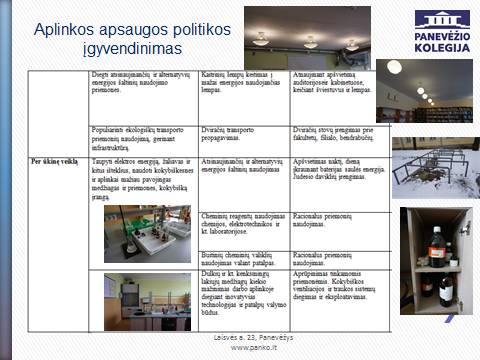 Aplinkos apsaugos politikos
įgyvendinimas
PANEVĖŽIO
KOLEGIJA
Diegti atsinaujinančių ir alternatyvių
energijos šaltinių naudojimo
priemones.
Kaitrinių lempų keitimas į
mažai energijos naudojančias
lempas.
Atnaujinant apšvietimą
auditorijose ir kabinetuose,
keičiant šviestuvus ir lempas.
Populiarinti ekologiškų transporto
priemonių naudojimą, gerinant
infrastruktūrą.
Dviračių transporto
propagavimas.
Dviračių stovų įrengimas prie
fakultetų, filialo, bendrabučių.
Per ūkinę veiklą
Taupyti elektros energiją, žaliavas ir
kitus išteklius, naudoti kokybiškesnes
ir aplinkai mažiau pavojingas
medžiagas ir priemones, kokybišką
įrangą.
Atsinaujinančių ir alternatyvių
energijos šaltinių naudojimas
Apšvietimas naktį, dieną
įkraunant baterijas saulės energija.
Judesio daviklių įrengimas.
Cheminių reagentų naudojimas
chemijos, elektrotechnikos ir
kt. laboratorijose.
Racionalus priemonių
naudojimas.
Buitinių cheminių valiklių
naudojimas valant patalpas.
Racionalus priemonių
naudojimas.
Dulkių ir kt. kenksmingų
lakiųjų medžiagų kiekio
mažinimas darbo aplinkoje
diegiant inovatyvias
technologijas ir patalpų valymo
būdus.
Aprūpinimas tinkamomis
priemonėmis. Kokybiškos
ventiliacijos ir traukos sistemų
diegimas ir eksploatavimas.
Laisvės a. 23, Panevėžys
www.panko.lt